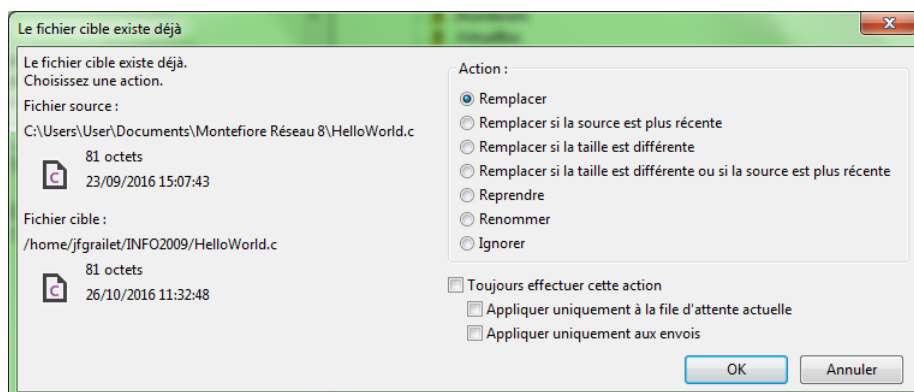 Le fichier cible existe déjà
Le fichier cible existe déjà.
Choisissez une action.
Fichier source :
C:\Users\User\Documents\Montefiore Réseau 8\HelloWorld.c
81 octets
23/09/2016 15:07:43
Fichier cible :
/home/jfgrailet/INFO2009/HelloWorld.c
81 octets
26/10/2016 11:32:48
Action :
Remplacer
Remplacer si la source est plus récente
Remplacer si la taille est différente
Remplacer si la taille est différente ou si la source est plus récente
Reprendre
Renommer
Ignorer
Toujours effectuer cette action
Appliquer uniquement à la file d'attente actuelle
Appliquer uniquement aux envois
OK
Annuler